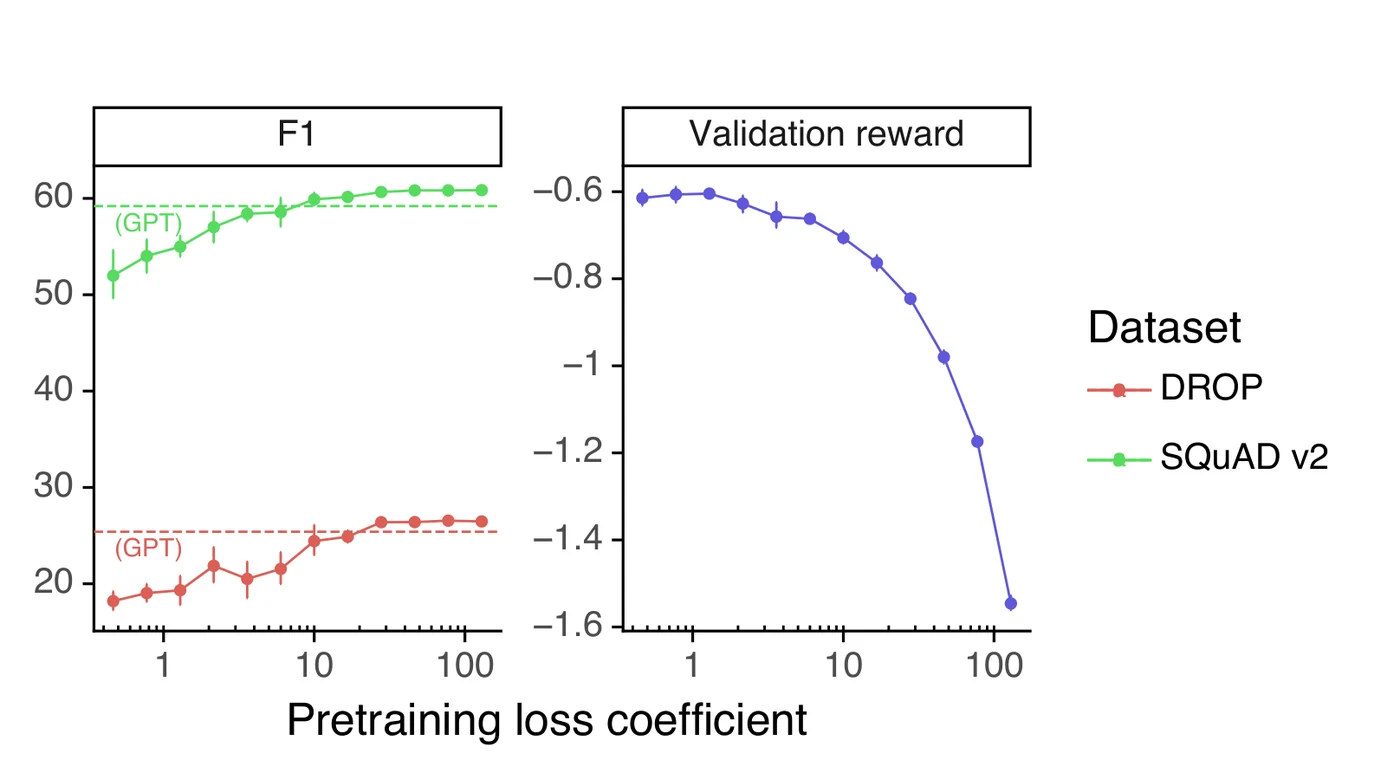 F1
60
50
40
30
20
(GPT)
(GPT)
1 10 100
Validation reward
−0.6
−0.8
−1
−1.2
−1.4
−1.6
1 10 100
Pretraining loss coefficient
Dataset
DROP
SQuAD v2